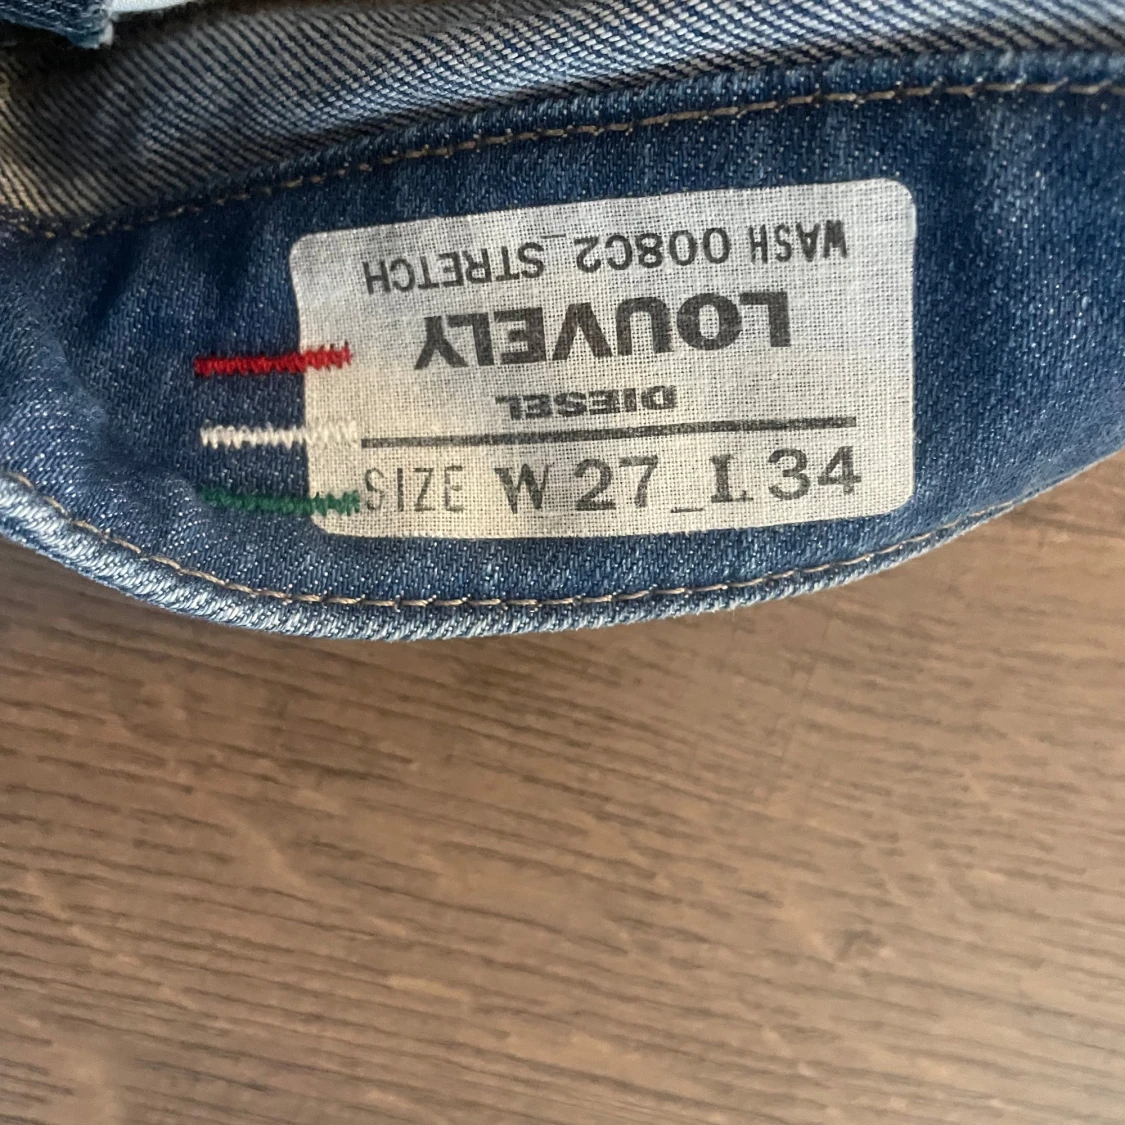 WASH 008C2_STRETCH
LOUVELY
DIESEL
SIZE W 27_L 34